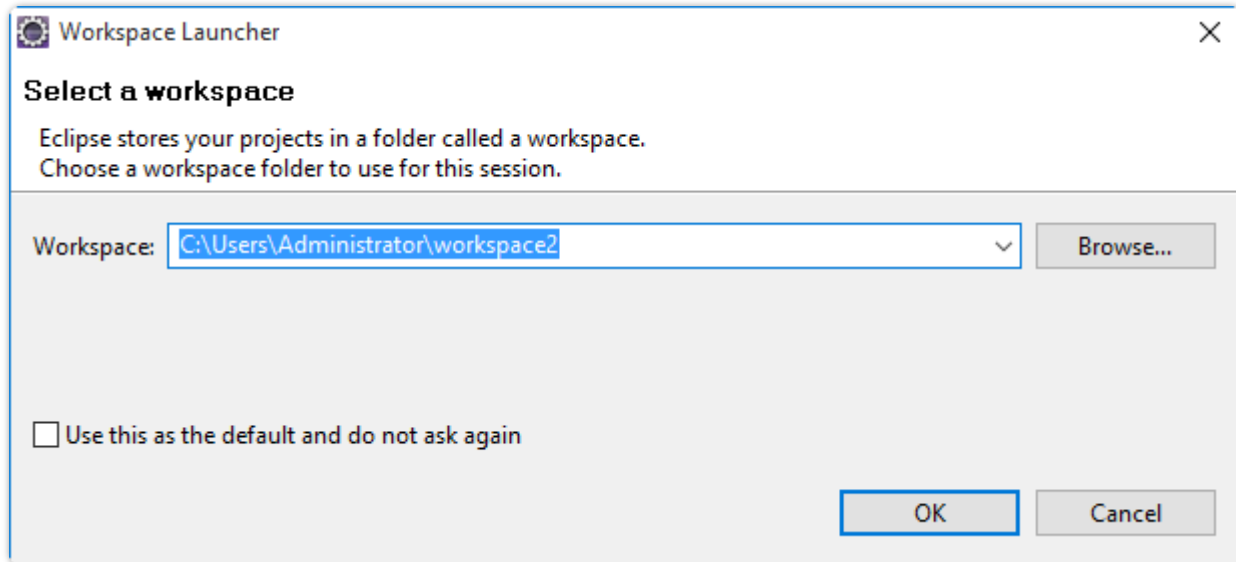 Workspace Launcher
Select a workspace
Eclipse stores your projects in a folder called a workspace.
Choose a workspace folder to use for this session.
Workspace: C:\Users\Administrator\workspace2 Browse...
Use this as the default and do not ask again
OK Cancel